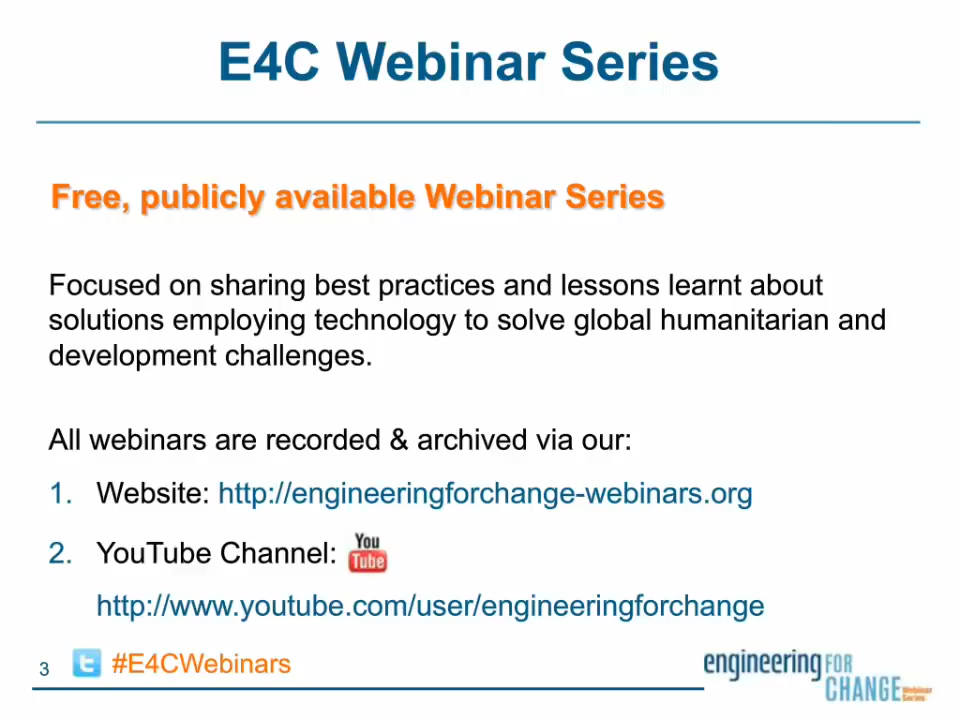 E4C Webinar Series
Free, publicly available Webinar Series
Focused on sharing best practices and lessons learnt about
solutions employing technology to solve global humanitarian and
development challenges.
All webinars are recorded & archived via our:
1. Website: http://engineeringforchange-webinars.org
2. YouTube Channel: You
Tube
http://www.youtube.com/user/engineeringforchange
3 t #E4CWebinars
engineering FOR
CHANGE Webinar
Series